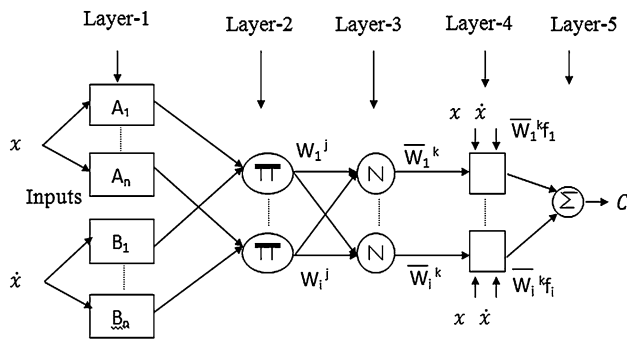 Layer-1 Layer-2 Layer-3 Layer-4 Layer-5
A₁
x ẋ W̅₁ᵏf₁
x
W₁ʲ W̅₁ᵏ
Aₙ ∏ N
Inputs
Σ C
B₁ ∏ N
ẋ
Wᵢʲ W̅ᵢᵏ W̅ᵢᵏfᵢ
Bₙ
x ẋ